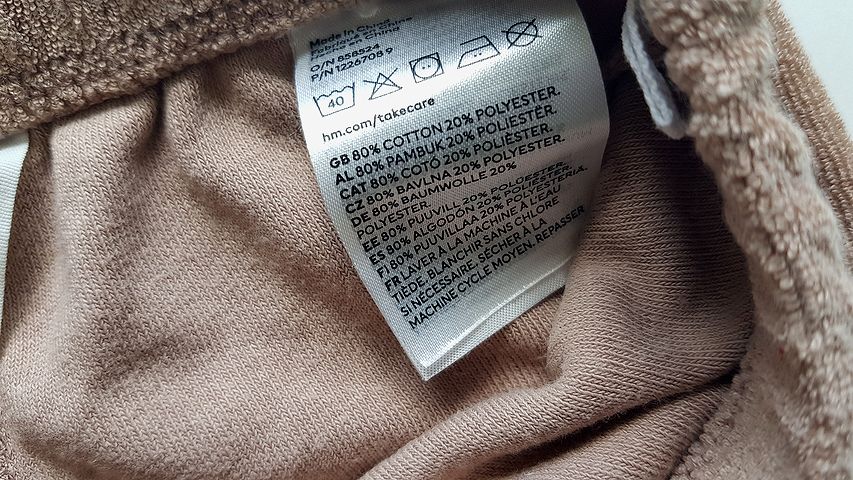 Made in China
Fabriqué en Chine
Fabricado en China
O/N 858524
P/N 1226708 9
40
hm.com/takecare
GB 80% COTTON 20% POLYESTER.
AL 80% PAMBUK 20% POLIESTËR.
CAT 80% COTÓ 20% POLIÈSTER.
CZ 80% BAVLNA 20% POLYESTER.
DE 80% BAUMWOLLE 20%
POLYESTER.
EE 80% PUUVILL 20% POLÜESTER.
ES 80% ALGODÓN 20% POLIÉSTER.
FI 80% PUUVILLAA 20% POLYESTERIÄ.
FR LAVER À LA MACHINE À L'EAU
TIÈDE. BLANCHIR SANS CHLORE
SI NÉCESSAIRE. SÉCHER À LA
MACHINE CYCLE MOYEN. REPASSER